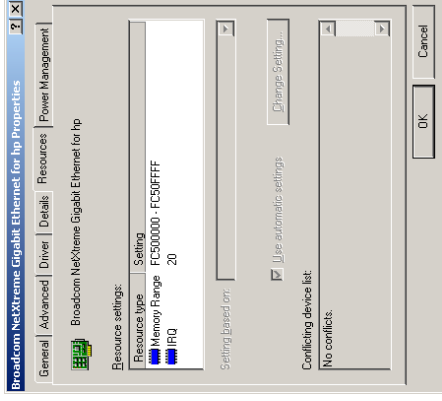 Broadcom NetXtreme Gigabit Ethernet for hp Properties
General Advanced Driver Details Resources Power Management
Broadcom NetXtreme Gigabit Ethernet for hp
Resource settings:
Resource type Setting
Memory Range FC500000 - FC50FFFF
IRQ 20
Setting based on:
Use automatic settings
Change Setting...
Conflicting device list:
No conflicts.
OK Cancel